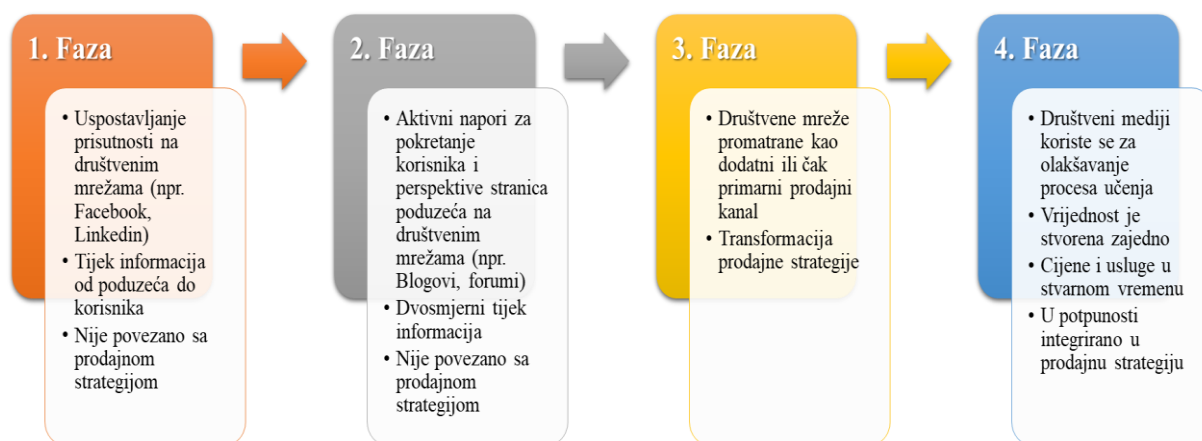 1. Faza
• Uspostavljanje
prisutnosti na
društvenim
mrežama (npr.
Facebook,
Linkedin)
• Tijek informacija
od poduzeća do
korisnika
• Nije povezano sa
prodajnom
strategijom
2. Faza
• Aktivni napori za
pokretanje
korisnika i
perspektive stranica
poduzeća na
društvenim
mrežama (npr.
Blogovi, forumi)
• Dvosmjerni tijek
informacija
• Nije povezano sa
prodajnom
strategijom
3. Faza
• Društvene mreže
promatrane kao
dodatni ili čak
primarni prodajni
kanal
• Transformacija
prodajne strategije
4. Faza
• Društveni mediji
koriste se za
olakšavanje
procesa učenja
• Vrijednost je
stvorena zajedno
• Cijene i usluge u
stvarnom vremenu
• U potpunosti
integrirano u
prodajnu strategiju